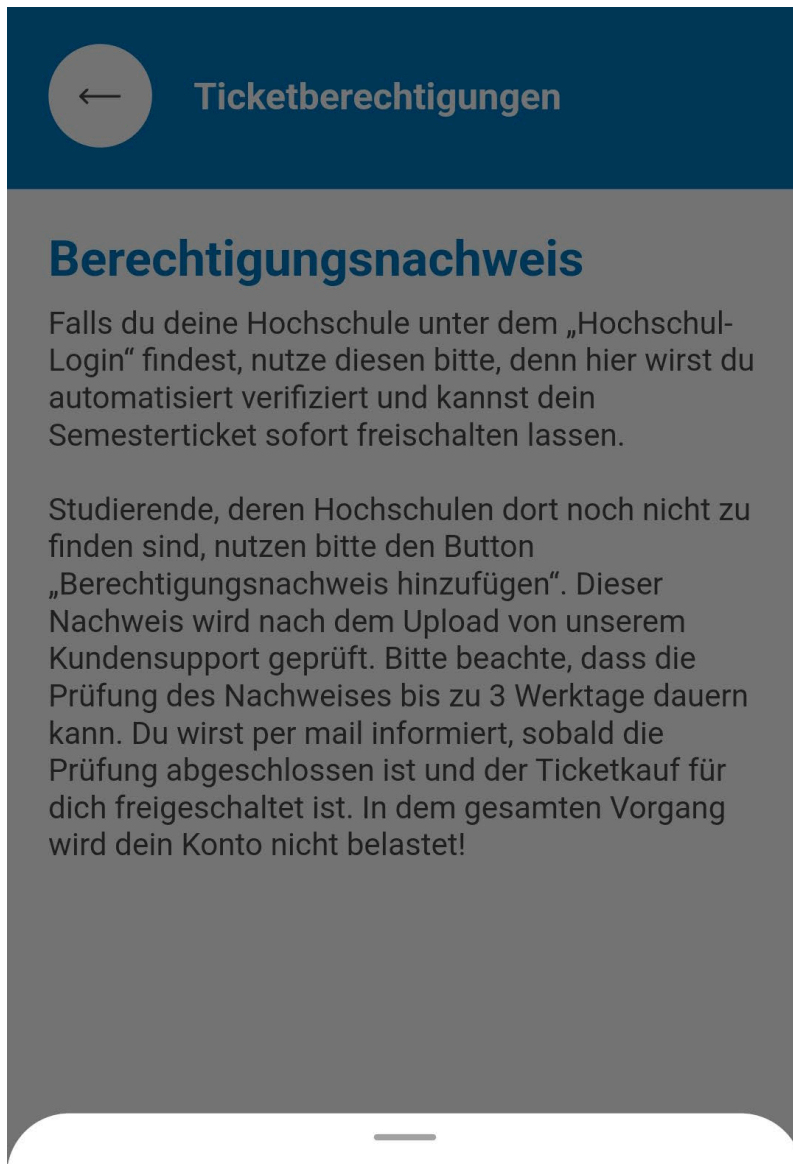 Ticketberechtigungen
Berechtigungsnachweis
Falls du deine Hochschule unter dem „Hochschul-
Login“ findest, nutze diesen bitte, denn hier wirst du
automatisiert verifiziert und kannst dein
Semesterticket sofort freischalten lassen.
Studierende, deren Hochschulen dort noch nicht zu
finden sind, nutzen bitte den Button
„Berechtigungsnachweis hinzufügen“. Dieser
Nachweis wird nach dem Upload von unserem
Kundensupport geprüft. Bitte beachte, dass die
Prüfung des Nachweises bis zu 3 Werktage dauern
kann. Du wirst per mail informiert, sobald die
Prüfung abgeschlossen ist und der Ticketkauf für
dich freigeschaltet ist. In dem gesamten Vorgang
wird dein Konto nicht belastet!